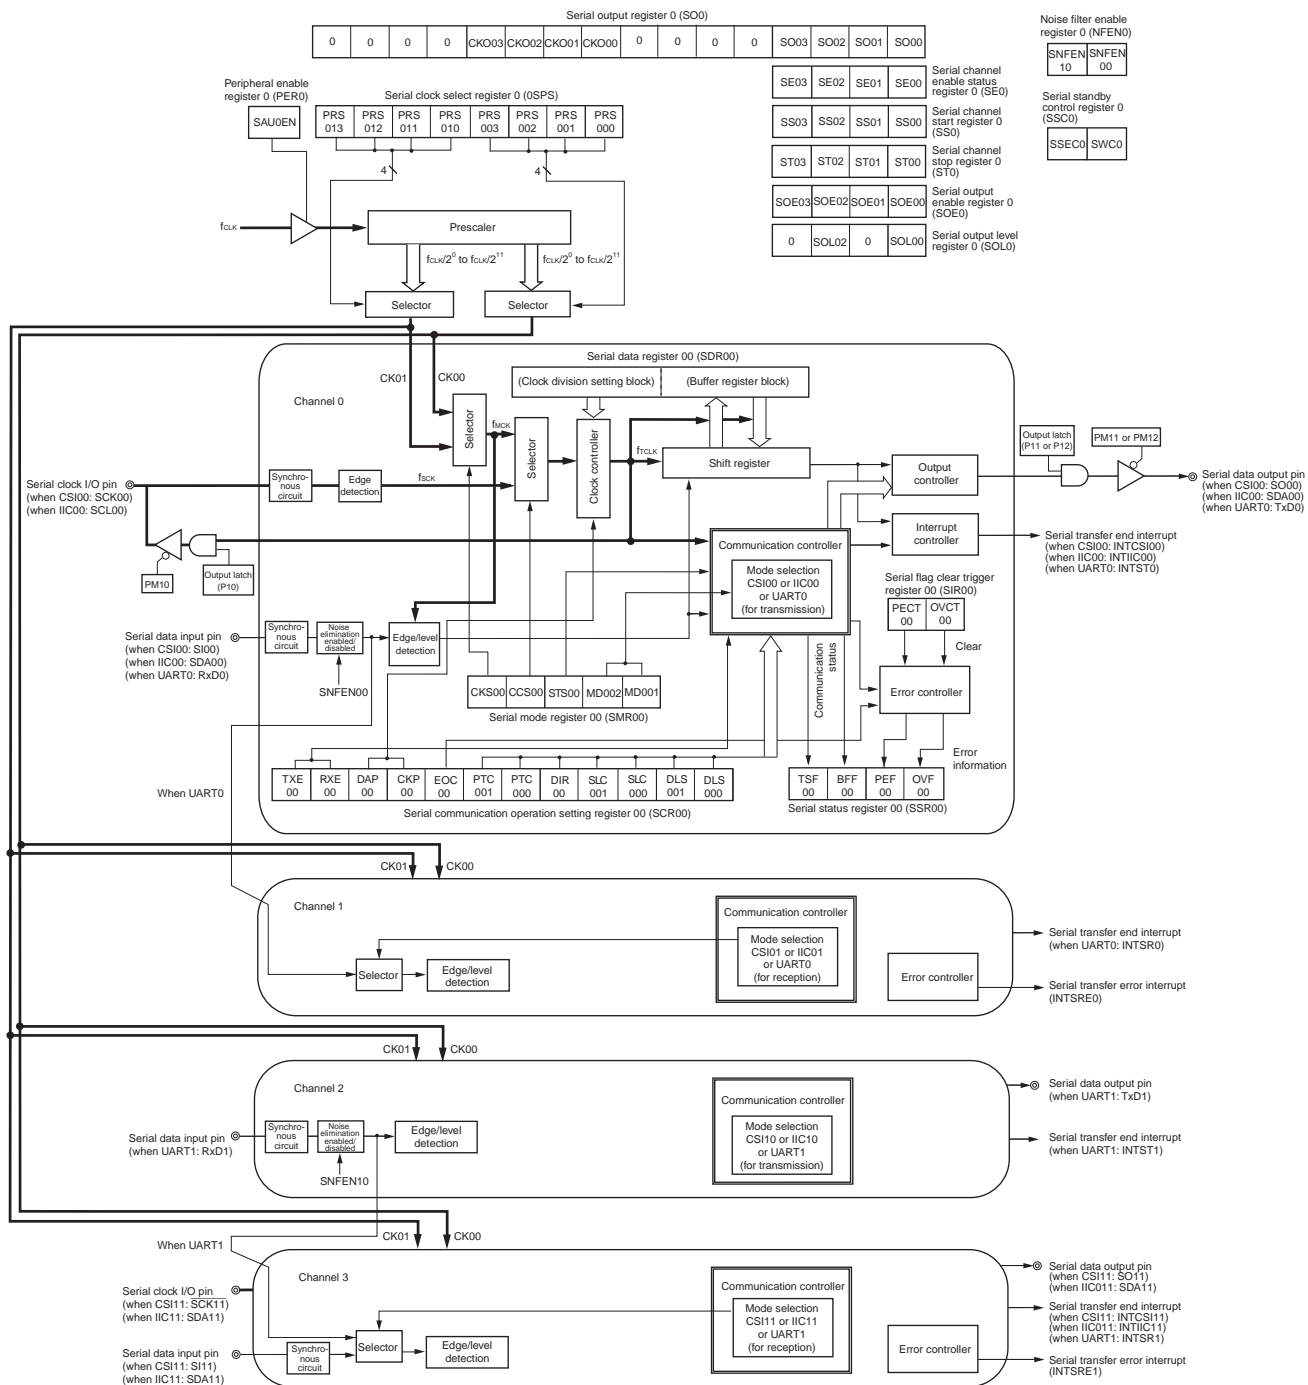 Serial output register 0 (SO0)
0 0 0 0 CKO03 CKO02 CKO01 CKO00 0 0 0 0 SO03 SO02 SO01 SO00
Noise filter enable
register 0 (NFEN0)
SNFEN
10
SNFEN
00
Peripheral enable
register 0 (PER0)
SAU0EN
Serial clock select register 0 (0SPS)
PRS
013
PRS
012
PRS
011
PRS
010
PRS
003
PRS
002
PRS
001
PRS
000
4
4
SE03 SE02 SE01 SE00
Serial channel
enable status
register 0 (SE0)
SS03 SS02 SS01 SS00
Serial channel
start register 0
(SS0)
ST03 ST02 ST01 ST00
Serial channel
stop register 0
(ST0)
SOE03 SOE02 SOE01 SOE00
Serial output
enable register 0
(SOE0)
0 SOL02 0 SOL00
Serial output level
register 0 (SOL0)
Serial standby
control register 0
(SSC0)
SSEC0 SWC0
fCLK
Prescaler
fCLK/2^0 to fCLK/2^11
fCLK/2^0 to fCLK/2^11
Selector
Selector
CK01
CK00
Channel 0
Serial data register 00 (SDR00)
(Clock division setting block)
(Buffer register block)
Selector
fMCK
Selector
Clock controller
fTCLK
Shift register
Output
controller
Output latch
(P11 or P12)
PM11 or PM12
Serial data output pin
(when CSI00: SO00)
(when IIC00: SDA00)
(when UART0: TxD0)
Serial clock I/O pin
(when CSI00: SCK00)
(when IIC00: SCL00)
Synchro-
nous
circuit
Edge
detection
fSCK
PM10
Output latch
(P10)
Communication controller
Mode selection
CSI00 or IIC00
or UART0
(for transmission)
Interrupt
controller
Serial transfer end interrupt
(when CSI00: INTCSI00)
(when IIC00: INTIIC00)
(when UART0: INTST0)
Serial flag clear trigger
register 00 (SIR00)
PECT
00
OVCT
00
Clear
Serial data input pin
(when CSI00: SI00)
(when IIC00: SDA00)
(when UART0: RxD0)
Synchro-
nous
circuit
Noise
elimination
enabled/
disabled
Edge/level
detection
SNFEN00
CKS00 CCS00 STS00 MD002 MD001
Serial mode register 00 (SMR00)
Communication
status
Error controller
Error
information
When UART0
TXE
00
RXE
00
DAP
00
CKP
00
EOC
00
PTC
001
PTC
000
DIR
00
SLC
001
SLC
000
DLS
001
DLS
000
Serial communication operation setting register 00 (SCR00)
TSF
00
BFF
00
PEF
00
OVF
00
Serial status register 00 (SSR00)
CK01
CK00
Channel 1
Selector
Edge/level
detection
Communication controller
Mode selection
CSI01 or IIC01
or UART0
(for reception)
Error controller
Serial transfer end interrupt
(when UART0: INTSR0)
Serial transfer error interrupt
(INTSRE0)
CK01
CK00
Channel 2
Serial data input pin
(when UART1: RxD1)
Synchro-
nous
circuit
Noise
elimination
enabled/
disabled
SNFEN10
Edge/level
detection
Communication controller
Mode selection
CSI10 or IIC10
or UART1
(for transmission)
Serial data output pin
(when UART1: TxD1)
Serial transfer end interrupt
(when UART1: INTST1)
When UART1
CK01
CK00
Channel 3
Serial clock I/O pin
(when CSI11: SCK11)
(when IIC11: SDA11)
Serial data input pin
(when CSI11: SI11)
(when IIC11: SDA11)
Synchro-
nous
circuit
Selector
Edge/level
detection
Communication controller
Mode selection
CSI11 or IIC11
or UART1
(for reception)
Error controller
Serial data output pin
(when CSI11: SO11)
(when IIC011: SDA11)
Serial transfer end interrupt
(when CSI11: INTCSI11)
(when IIC011: INTIIC11)
(when UART1: INTSR1)
Serial transfer error interrupt
(INTSRE1)